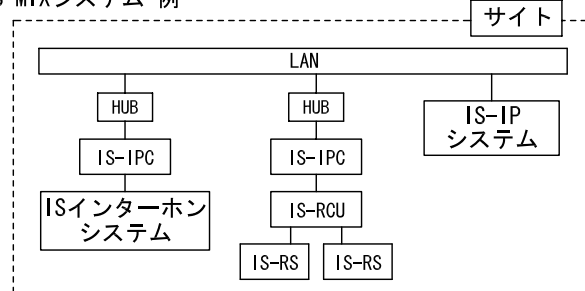 MIXシステム 例
サイト
LAN
HUB
HUB
IS-IP
システム
IS-IPC
IS-IPC
ISインターホン
システム
IS-RCU
IS-RS
IS-RS